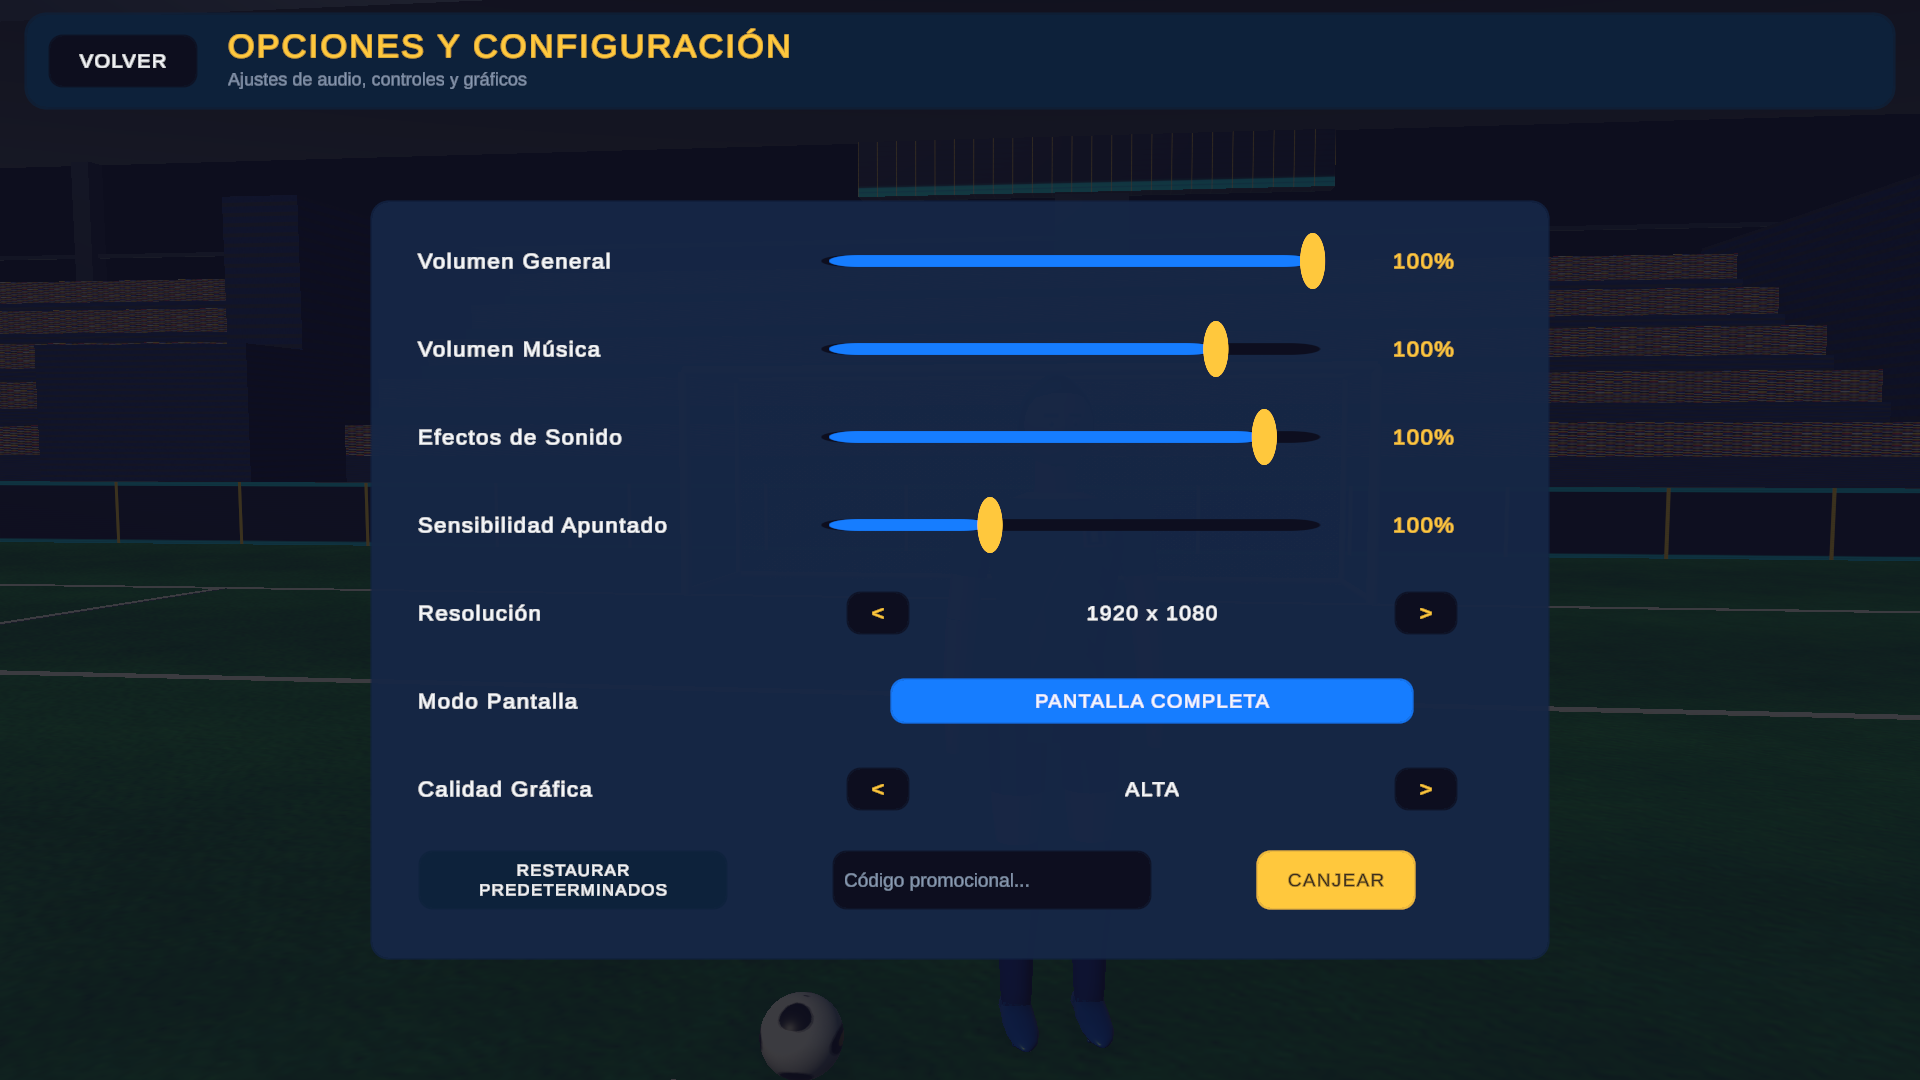 VOLVER
OPCIONES Y CONFIGURACIÓN
Ajustes de audio, controles y gráficos
Volumen General 100%
Volumen Música 100%
Efectos de Sonido 100%
Sensibilidad Apuntado 100%
Resolución < 1920 x 1080 >
Modo Pantalla PANTALLA COMPLETA
Calidad Gráfica < ALTA >
RESTAURAR
PREDETERMINADOS
Código promocional...
CANJEAR